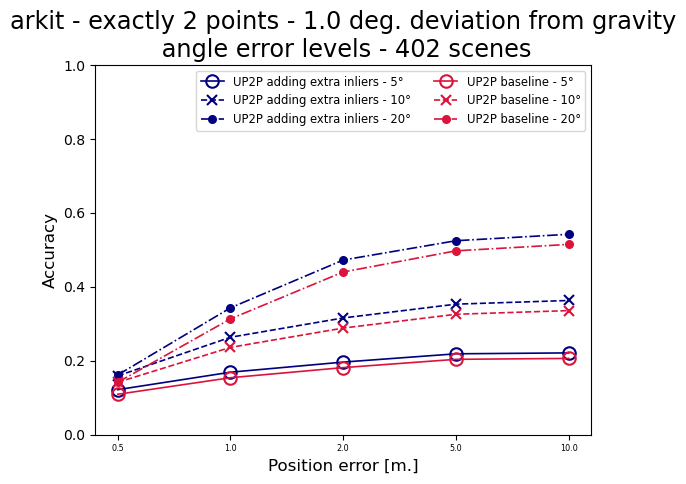 arkit - exactly 2 points - 1.0 deg. deviation from gravity
angle error levels - 402 scenes
UP2P adding extra inliers - 5°
UP2P adding extra inliers - 10°
UP2P adding extra inliers - 20°
UP2P baseline - 5°
UP2P baseline - 10°
UP2P baseline - 20°
Accuracy
1.0
0.8
0.6
0.4
0.2
0.0
0.5 1.0 2.0 5.0 10.0
Position error [m.]